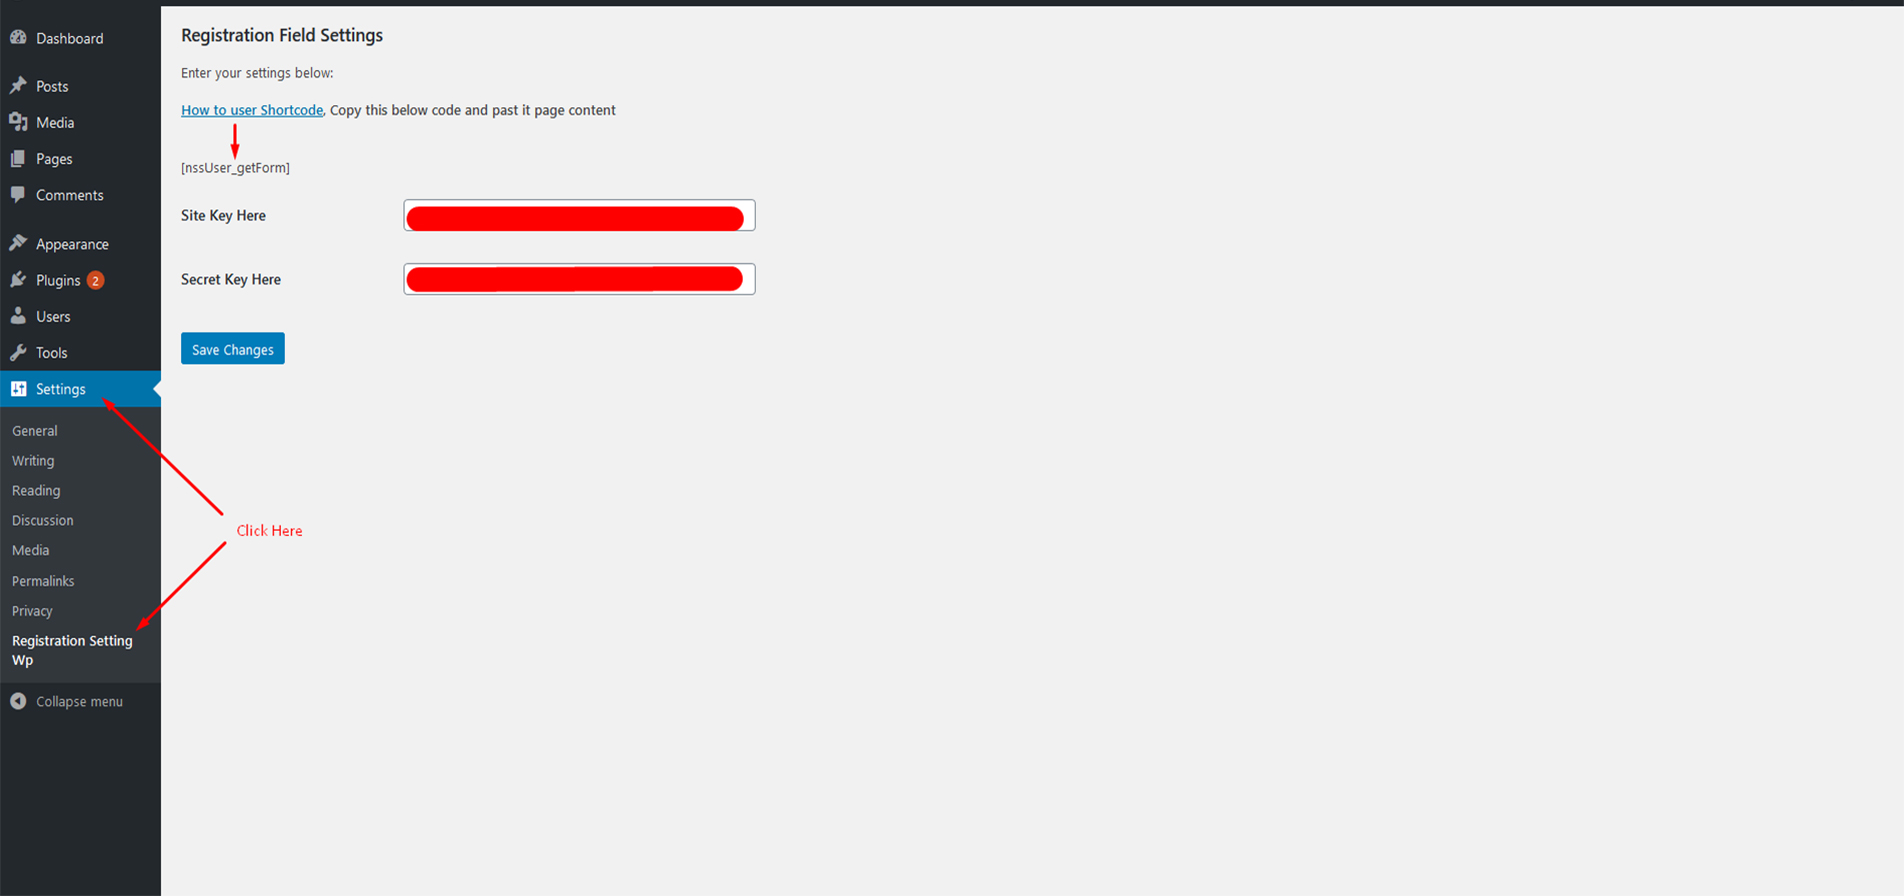 Dashboard
Posts
Media
Pages
Comments
Appearance
Plugins 2
Users
Tools
Settings
General
Writing
Reading
Discussion
Media
Permalinks
Privacy
Registration Setting
Wp
Collapse menu
Registration Field Settings
Enter your settings below:
How to user Shortcode, Copy this below code and past it page content
[nssUser_getForm]
Site Key Here
Secret Key Here
Save Changes
Click Here